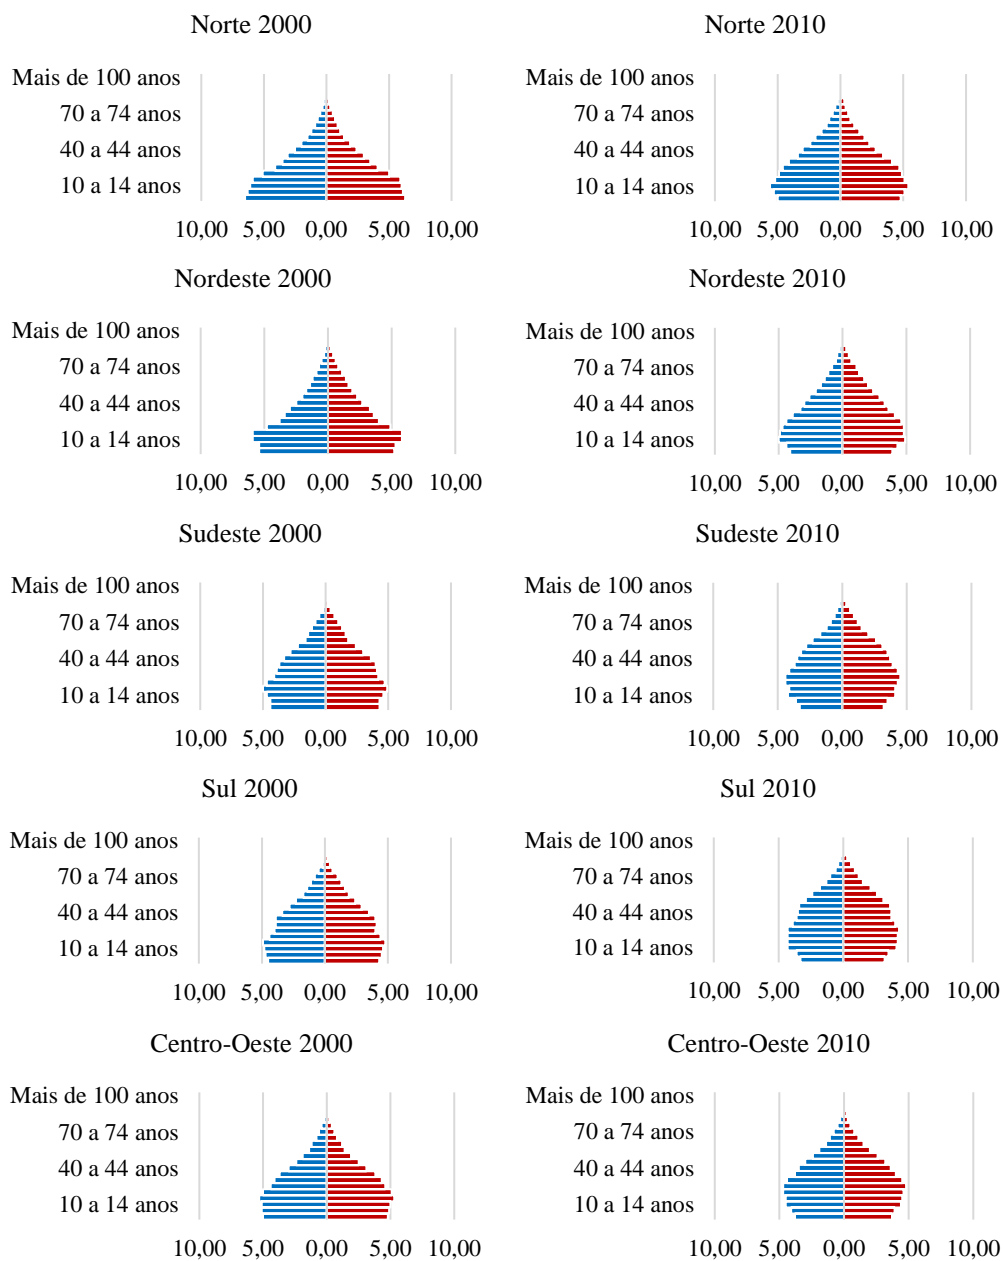 Norte 2000
Mais de 100 anos
70 a 74 anos
40 a 44 anos
10 a 14 anos
10,00 5,00 0,00 5,00 10,00
Norte 2010
Mais de 100 anos
70 a 74 anos
40 a 44 anos
10 a 14 anos
10,00 5,00 0,00 5,00 10,00
Nordeste 2000
Mais de 100 anos
70 a 74 anos
40 a 44 anos
10 a 14 anos
10,00 5,00 0,00 5,00 10,00
Nordeste 2010
Mais de 100 anos
70 a 74 anos
40 a 44 anos
10 a 14 anos
10,00 5,00 0,00 5,00 10,00
Sudeste 2000
Mais de 100 anos
70 a 74 anos
40 a 44 anos
10 a 14 anos
10,00 5,00 0,00 5,00 10,00
Sudeste 2010
Mais de 100 anos
70 a 74 anos
40 a 44 anos
10 a 14 anos
10,00 5,00 0,00 5,00 10,00
Sul 2000
Mais de 100 anos
70 a 74 anos
40 a 44 anos
10 a 14 anos
10,00 5,00 0,00 5,00 10,00
Sul 2010
Mais de 100 anos
70 a 74 anos
40 a 44 anos
10 a 14 anos
10,00 5,00 0,00 5,00 10,00
Centro-Oeste 2000
Mais de 100 anos
70 a 74 anos
40 a 44 anos
10 a 14 anos
10,00 5,00 0,00 5,00 10,00
Centro-Oeste 2010
Mais de 100 anos
70 a 74 anos
40 a 44 anos
10 a 14 anos
10,00 5,00 0,00 5,00 10,00